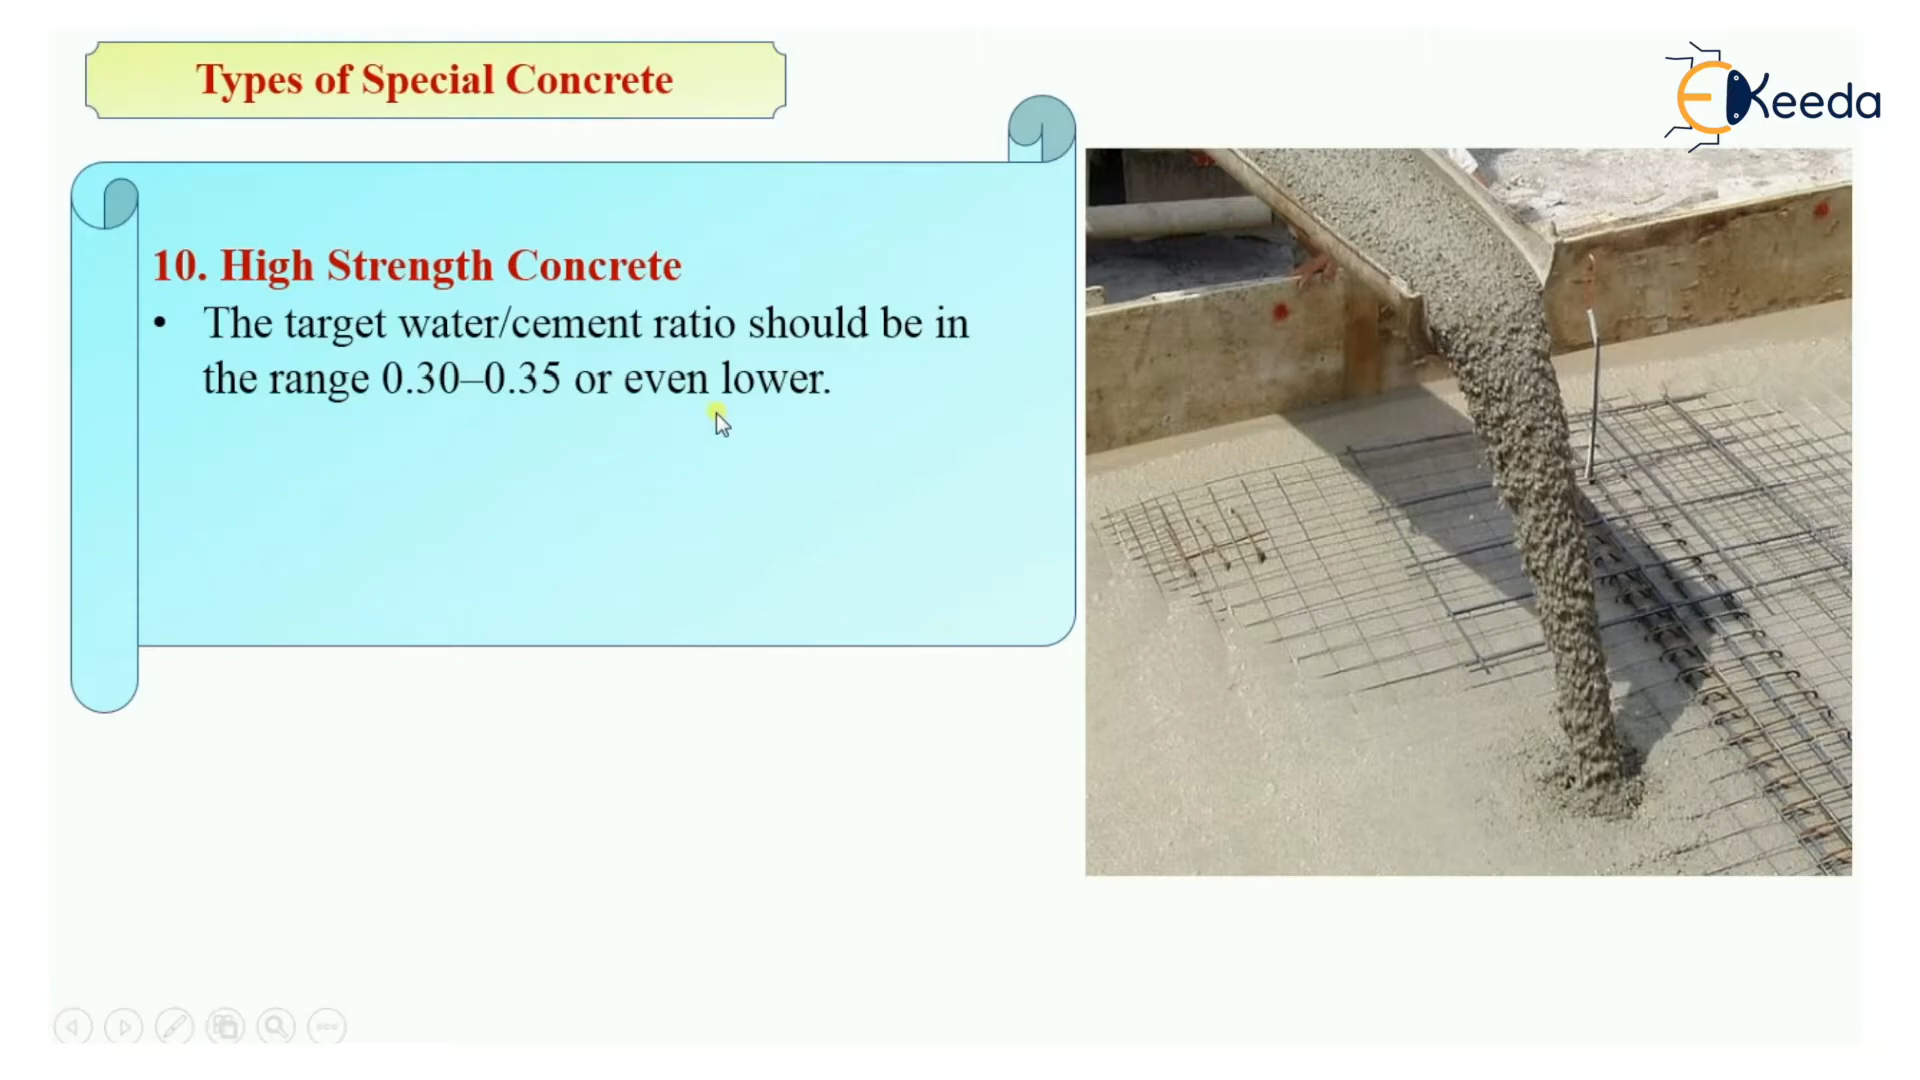 Types of Special Concrete
EKeeda
10. High Strength Concrete
• The target water/cement ratio should be in
the range 0.30–0.35 or even lower.